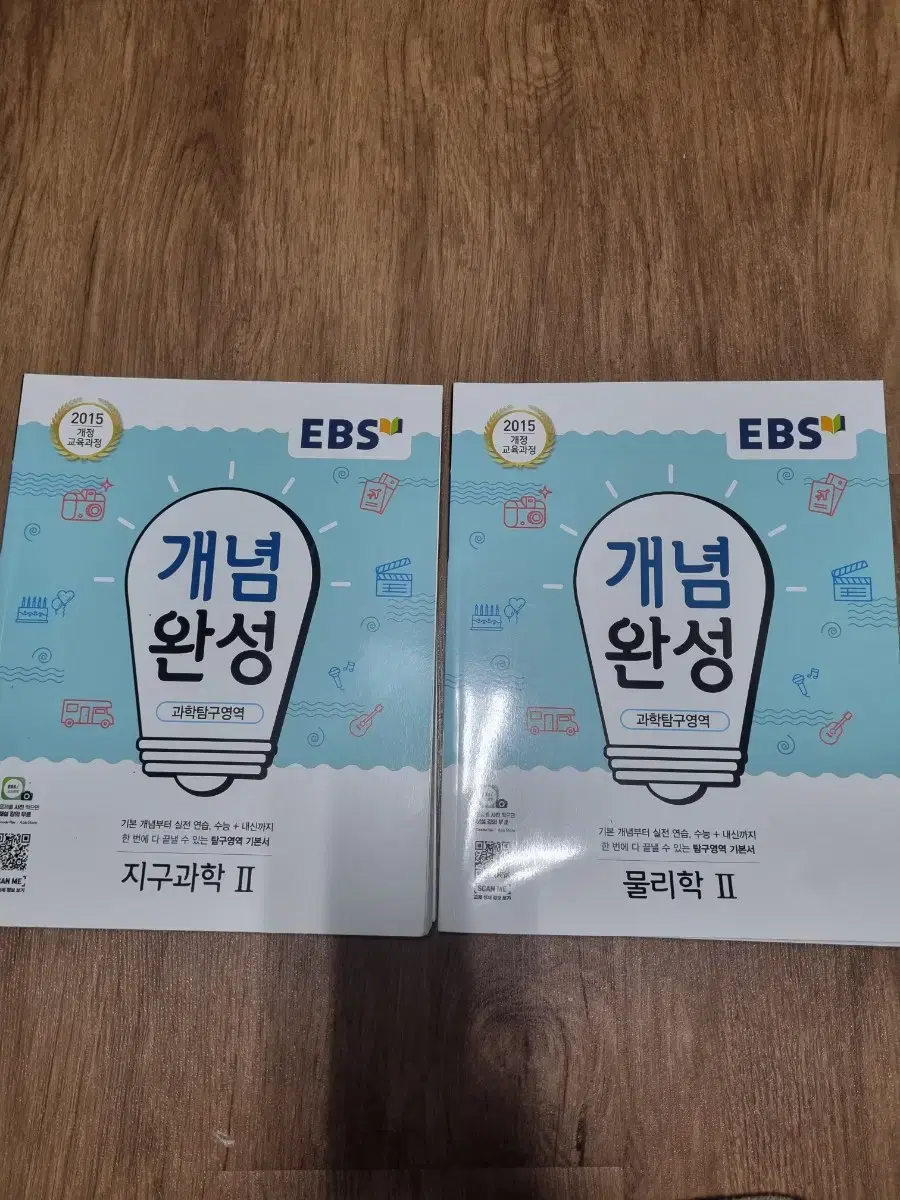 2015
개정
교육과정
EBS
개념
완성
과학탐구영역
기본 개념부터 실전 연습, 수능 + 내신까지
한 번에 다 끝낼 수 있는 탐구영역 기본서
지구과학 II
SCAN ME
2015
개정
교육과정
EBS
개념
완성
과학탐구영역
기본 개념부터 실전 연습, 수능 + 내신까지
한 번에 다 끝낼 수 있는 탐구영역 기본서
물리학 II
SCAN ME